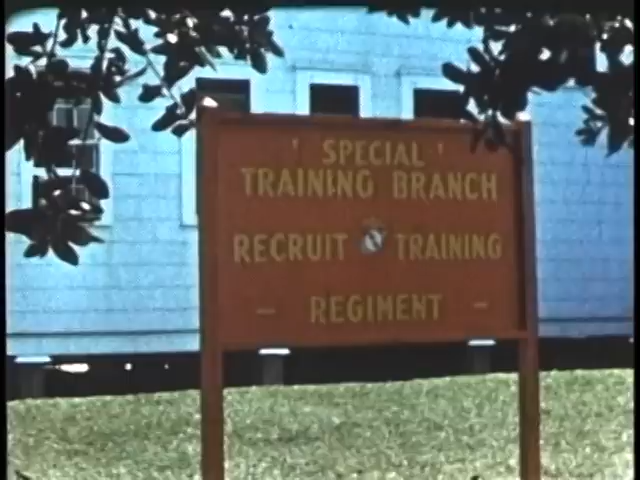 ' SPECIAL '
TRAINING BRANCH
RECRUIT TRAINING
- REGIMENT -